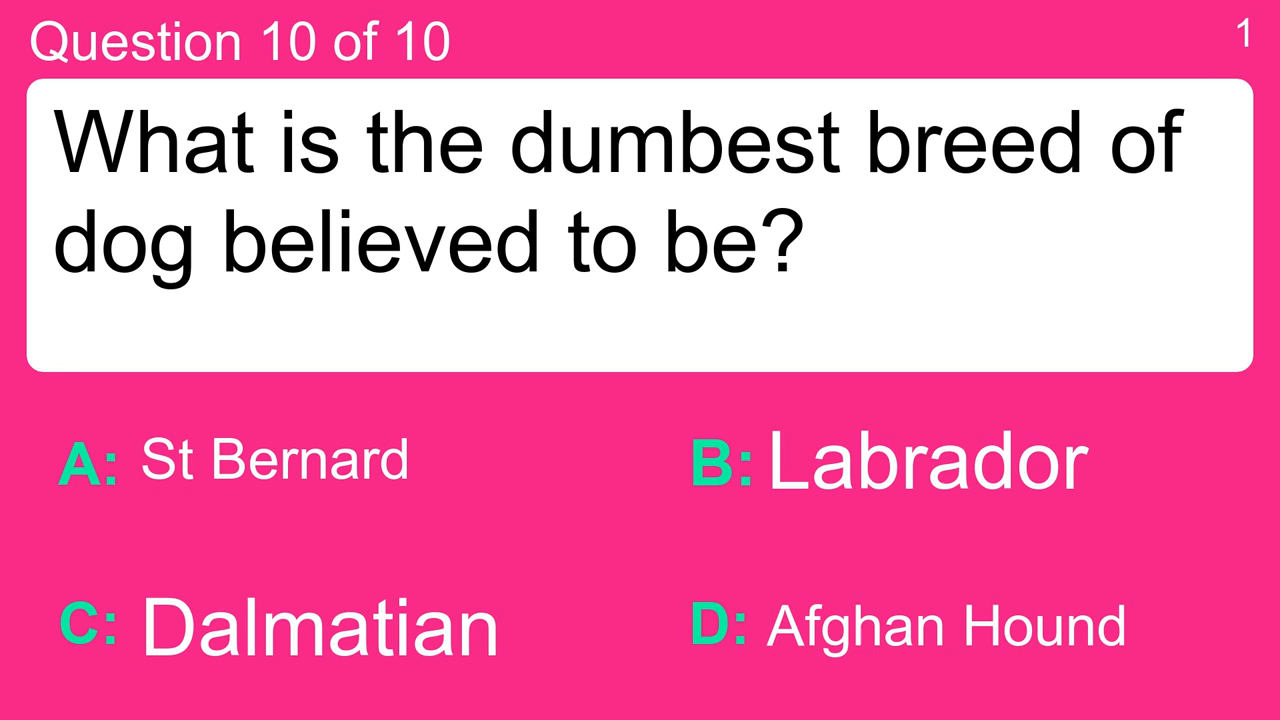 Question 10 of 10
1
What is the dumbest breed of
dog believed to be?
A: St Bernard
B: Labrador
C: Dalmatian
D: Afghan Hound